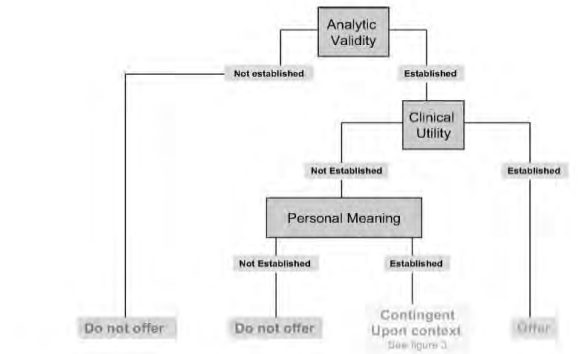 Analytic
Validity
Not established
Established
Clinical
Utility
Not Established
Established
Personal Meaning
Not Established
Established
Do not offer
Do not offer
Contingent
Upon context
See figure 3
Offer